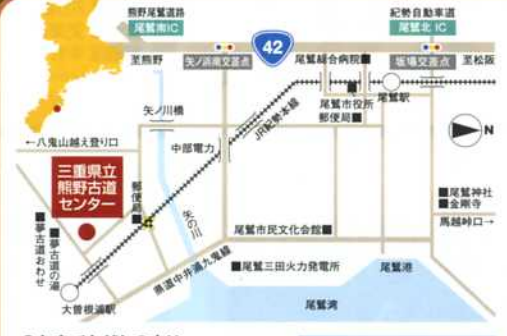 熊野尾鷲道路
尾鷲南IC
紀勢自動車道
尾鷲北 IC
42
至熊野
矢ノ浜南交差点
尾鷲総合病院■
坂場交差点
至松阪
尾鷲駅
矢ノ川橋
尾鷲市役所
郵便局■
JR紀勢本線
←八鬼山越え登り口
中部電力
N
三重県立
熊野古道
センター
郵便局■
矢の川
■尾鷲神社
■金剛寺
馬越峠口→
■夢古道の湯
■夢古道おわせ
尾鷲市民文化会館■
県道中井浦九鬼線
■尾鷲三田火力発電所
尾鷲港
大曽根浦駅
尾鷲湾